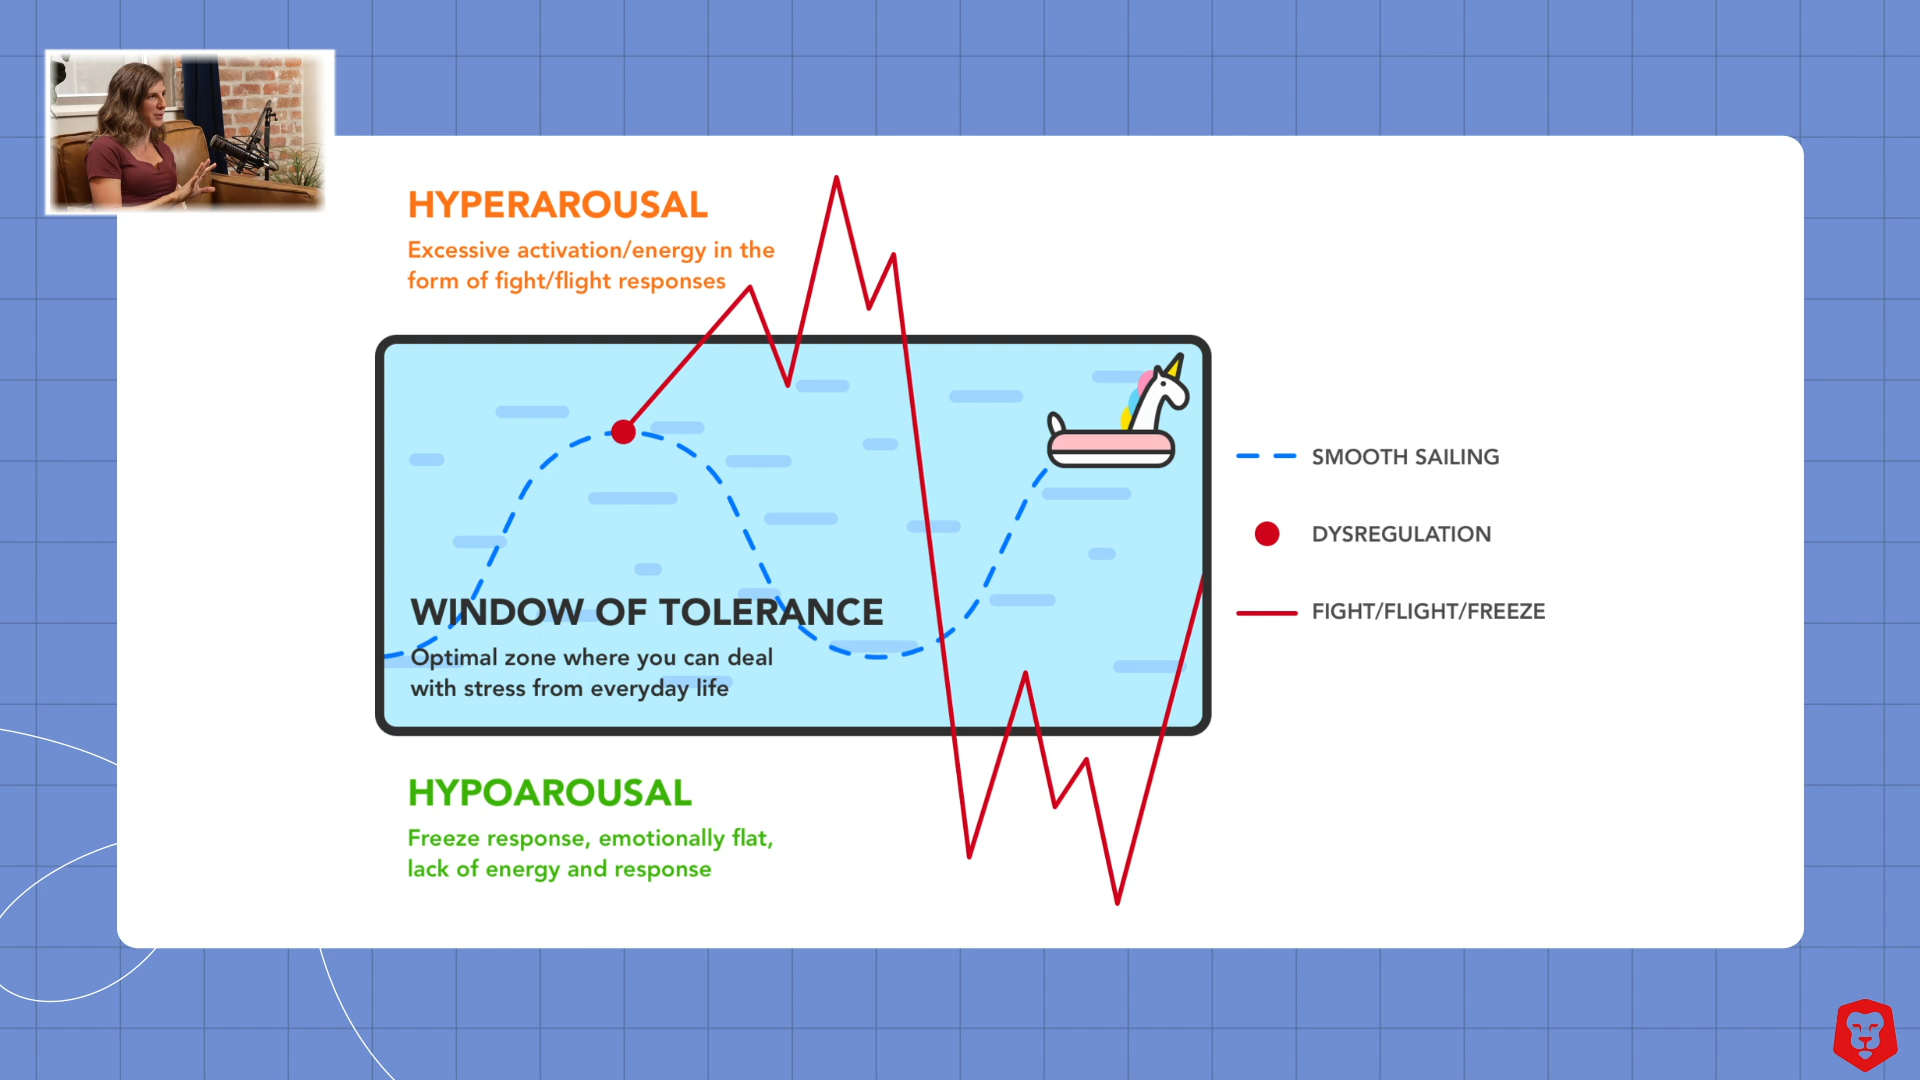 HYPERAROUSAL
Excessive activation/energy in the
form of fight/flight responses
WINDOW OF TOLERANCE
Optimal zone where you can deal
with stress from everyday life
HYPOAROUSAL
Freeze response, emotionally flat,
lack of energy and response
SMOOTH SAILING
DYSREGULATION
FIGHT/FLIGHT/FREEZE